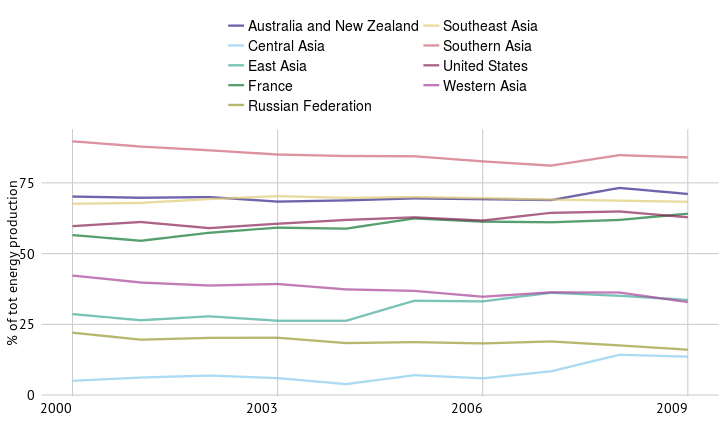 Australia and New Zealand
Central Asia
East Asia
France
Russian Federation
Southeast Asia
Southern Asia
United States
Western Asia
% of tot energy production
75
50
25
0
2000
2003
2006
2009